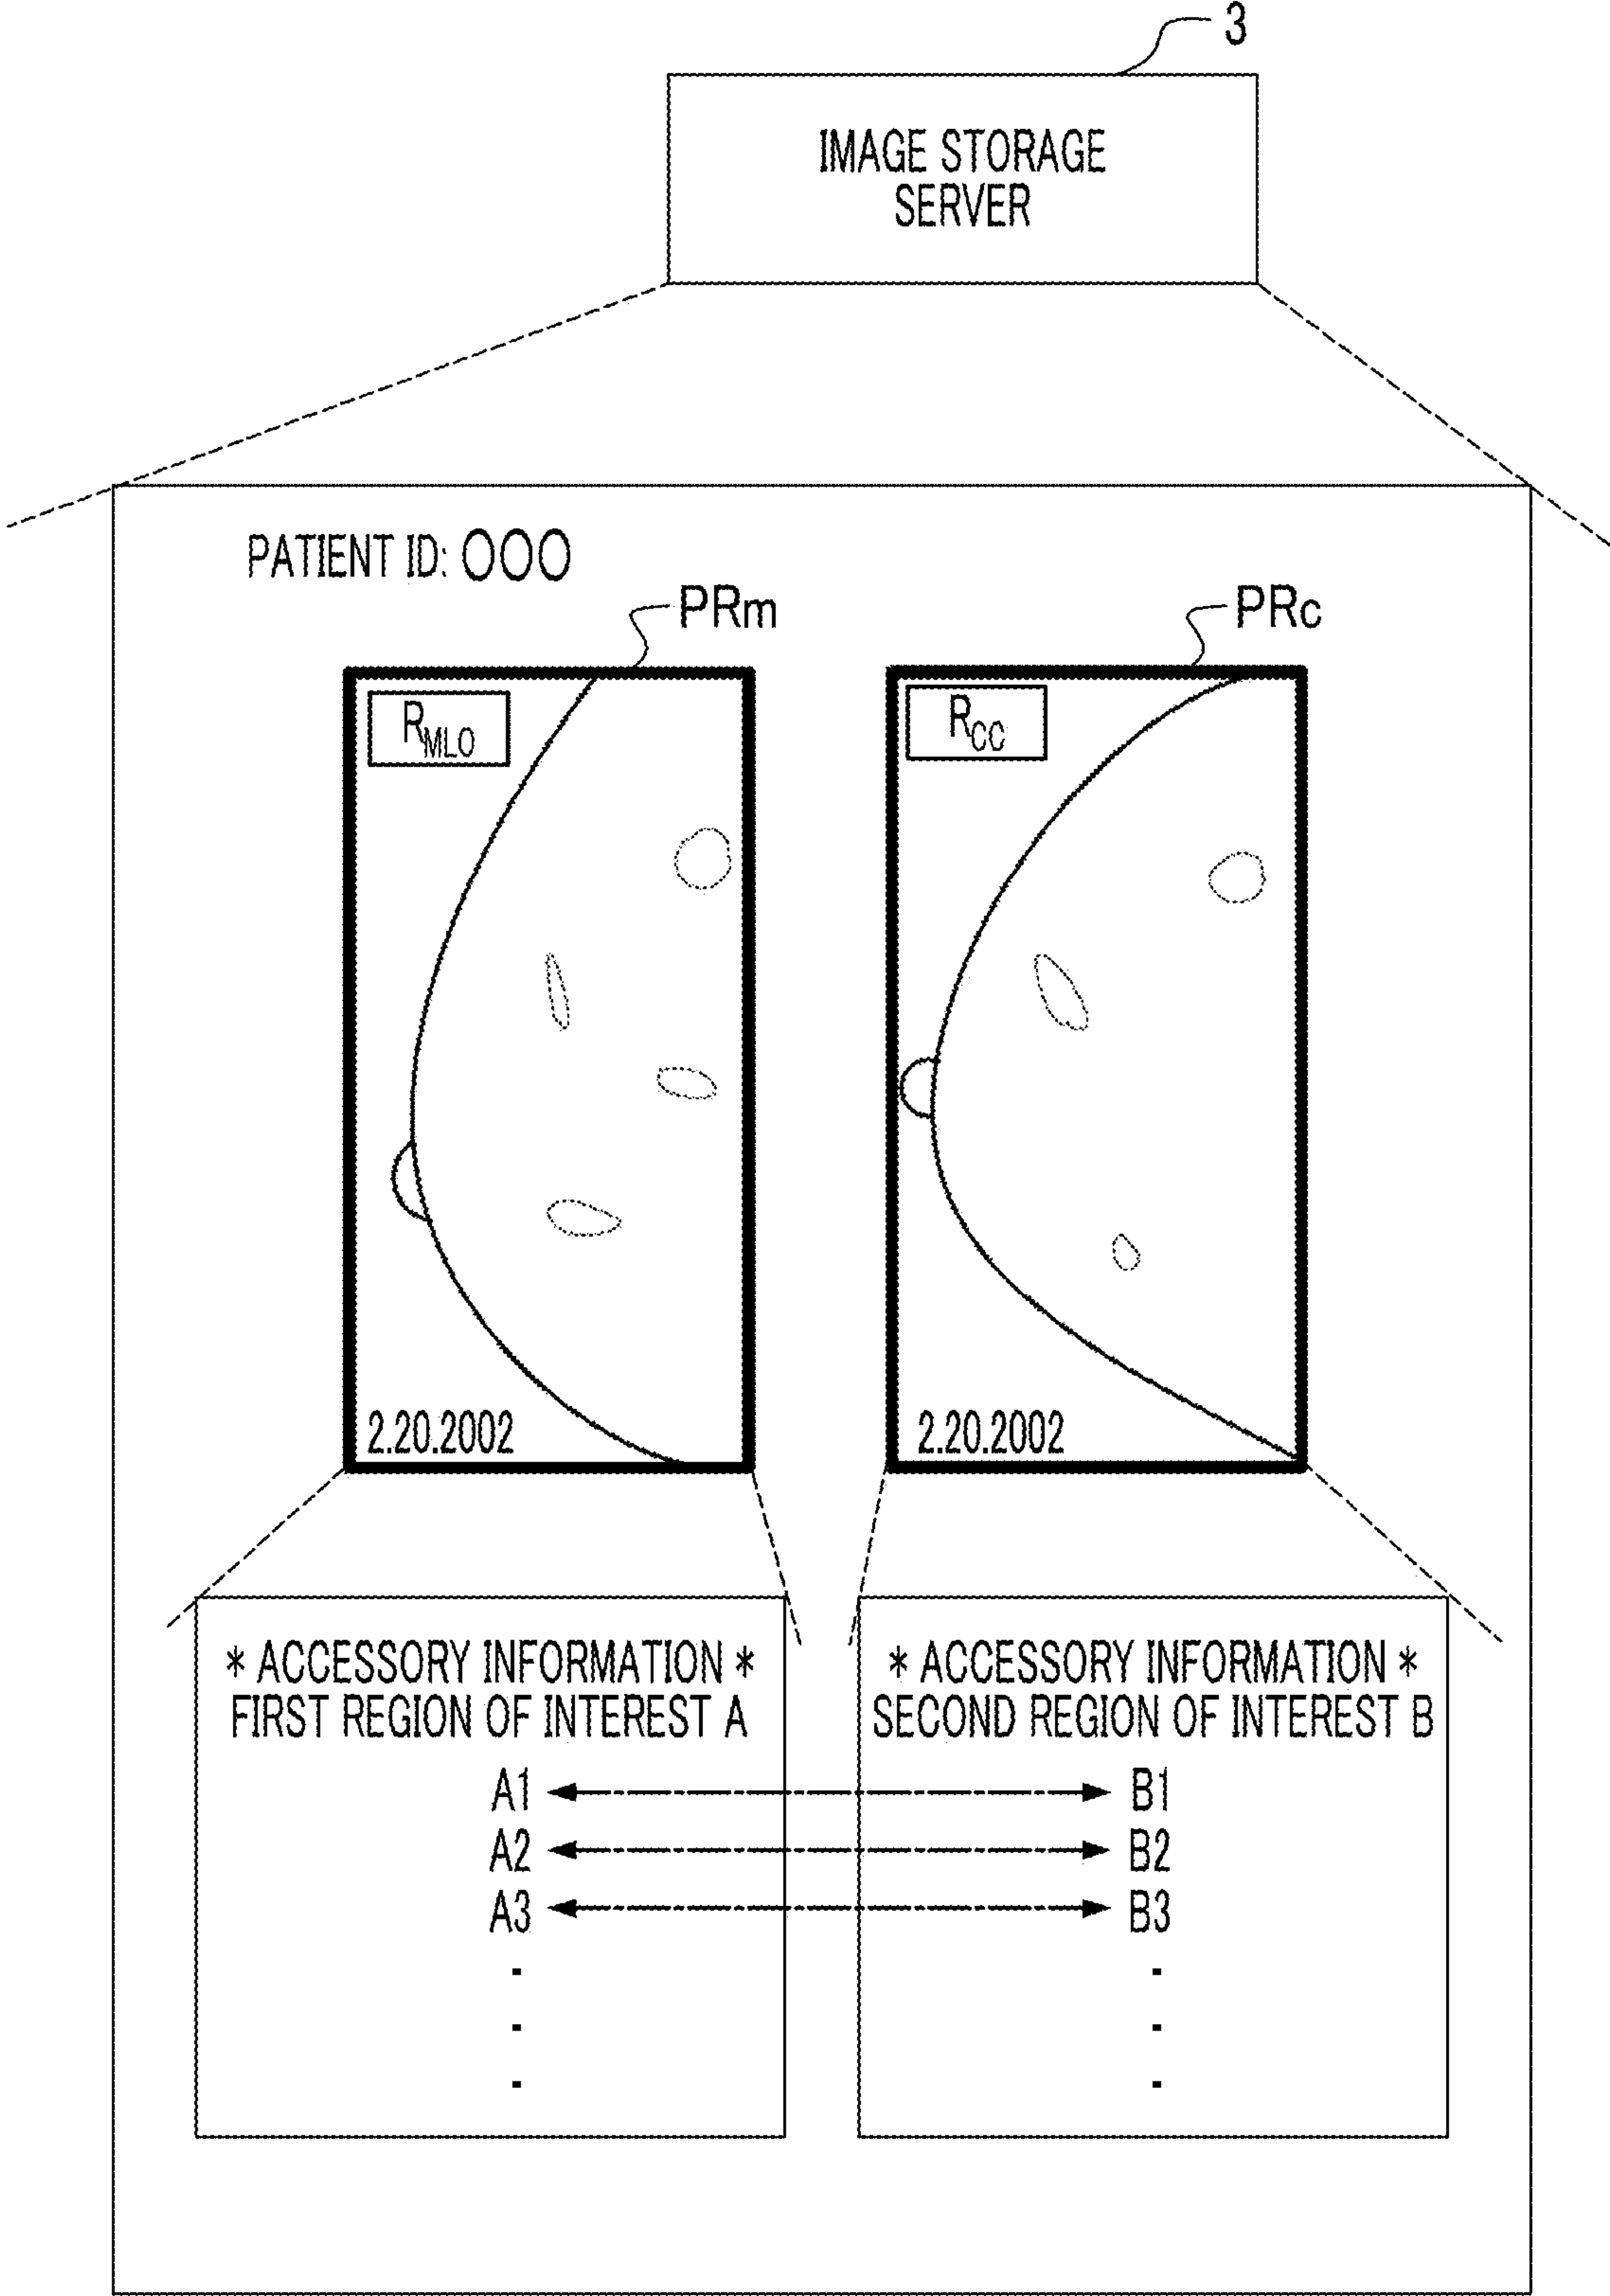 3
IMAGE STORAGE
SERVER
PATIENT ID: OOO
PRm
PRc
RMLO
RCC
2.20.2002
2.20.2002
* ACCESSORY INFORMATION *
FIRST REGION OF INTEREST A
A1
A2
A3
.
.
.
* ACCESSORY INFORMATION *
SECOND REGION OF INTEREST B
B1
B2
B3
.
.
.